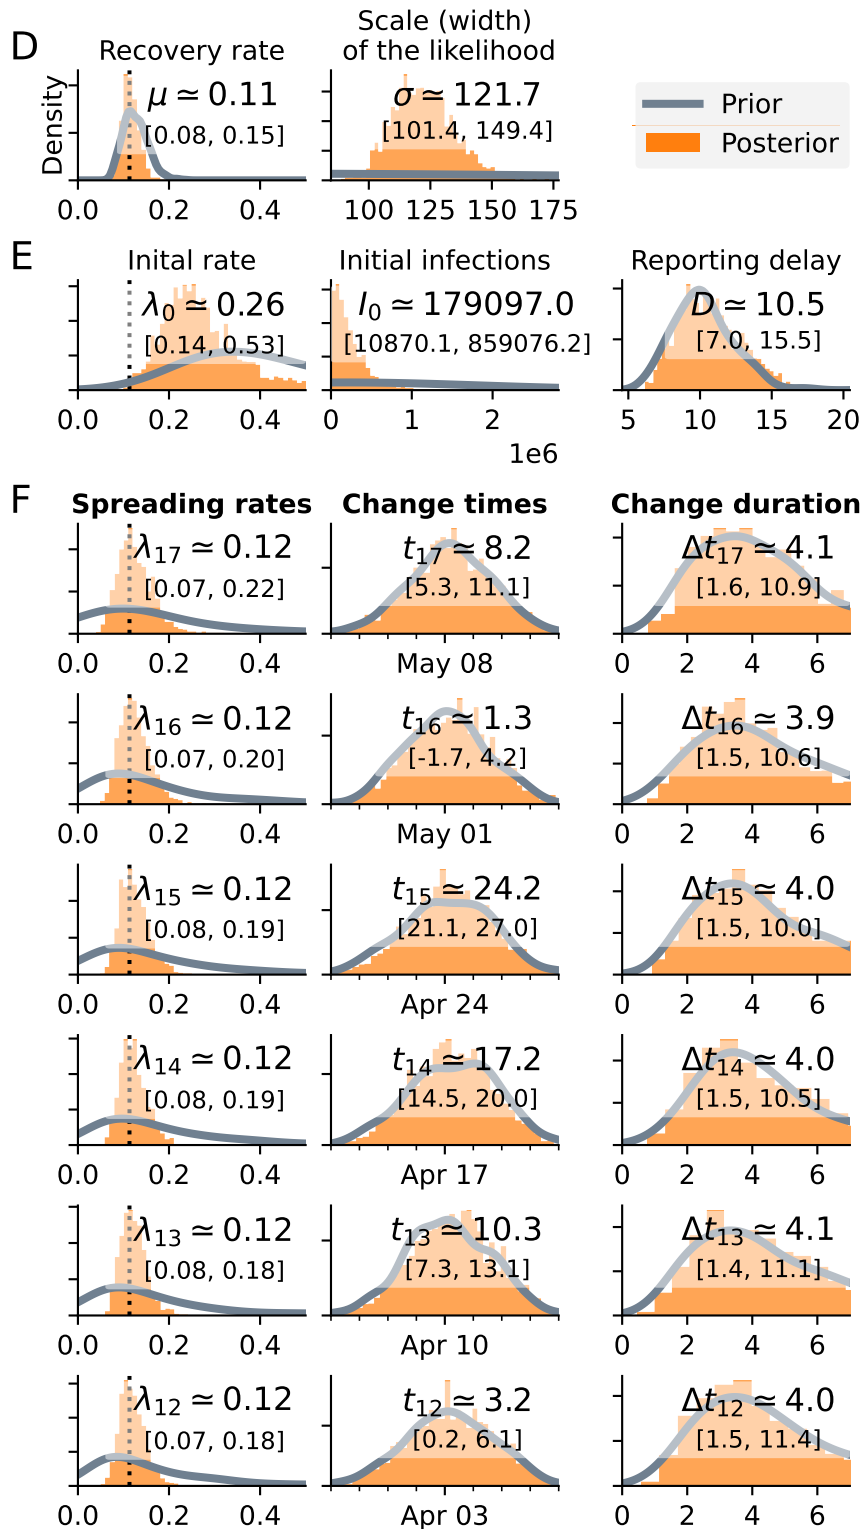 D
Recovery rate
Scale (width)
of the likelihood
Density
μ ≃ 0.11
[0.08, 0.15]
0.0 0.2 0.4
σ ≃ 121.7
[101.4, 149.4]
100 125 150 175
Prior
Posterior
E
Inital rate
λ0 ≃ 0.26
[0.14, 0.53]
0.0 0.2 0.4
Initial infections
I0 ≃ 179097.0
[10870.1, 859076.2]
0 1 2
1e6
Reporting delay
D ≃ 10.5
[7.0, 15.5]
5 10 15 20
F
Spreading rates Change times Change duration
λ17 ≃ 0.12
[0.07, 0.22]
0.0 0.2 0.4
t17 ≃ 8.2
[5.3, 11.1]
May 08
Δt17 ≃ 4.1
[1.6, 10.9]
0 2 4 6
λ16 ≃ 0.12
[0.07, 0.20]
0.0 0.2 0.4
t16 ≃ 1.3
[-1.7, 4.2]
May 01
Δt16 ≃ 3.9
[1.5, 10.6]
0 2 4 6
λ15 ≃ 0.12
[0.08, 0.19]
0.0 0.2 0.4
t15 ≃ 24.2
[21.1, 27.0]
Apr 24
Δt15 ≃ 4.0
[1.5, 10.0]
0 2 4 6
λ14 ≃ 0.12
[0.08, 0.19]
0.0 0.2 0.4
t14 ≃ 17.2
[14.5, 20.0]
Apr 17
Δt14 ≃ 4.0
[1.5, 10.5]
0 2 4 6
λ13 ≃ 0.12
[0.08, 0.18]
0.0 0.2 0.4
t13 ≃ 10.3
[7.3, 13.1]
Apr 10
Δt13 ≃ 4.1
[1.4, 11.1]
0 2 4 6
λ12 ≃ 0.12
[0.07, 0.18]
0.0 0.2 0.4
t12 ≃ 3.2
[0.2, 6.1]
Apr 03
Δt12 ≃ 4.0
[1.5, 11.4]
0 2 4 6